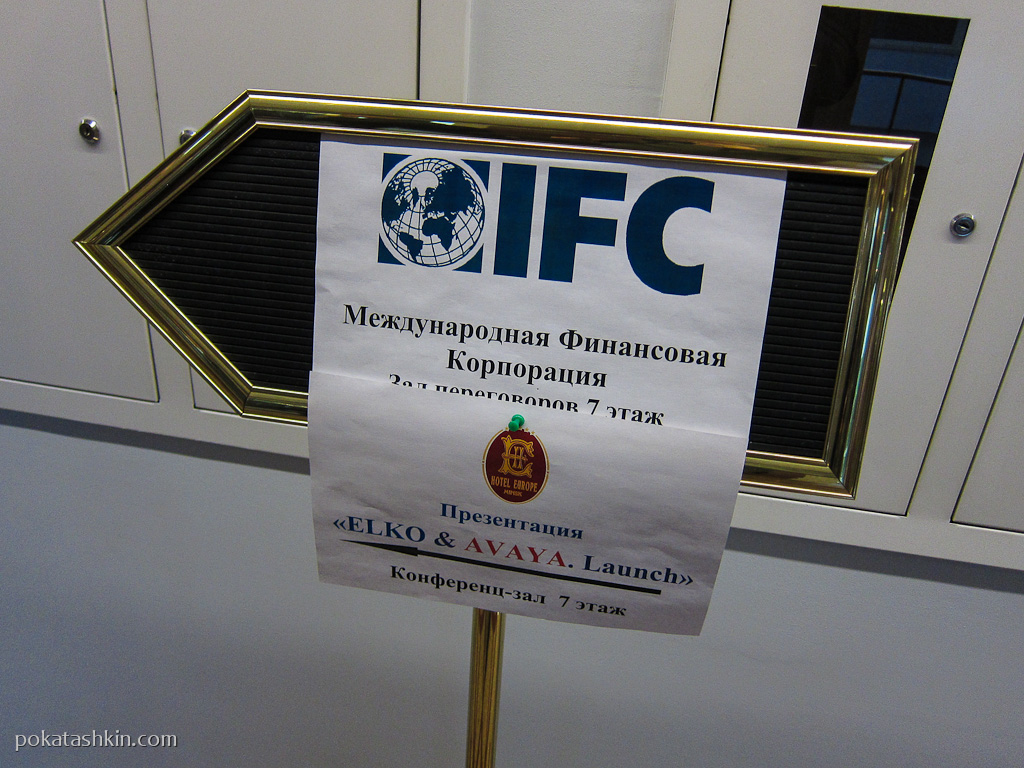 IFC
Международная Финансовая
Корпорация
Зал переговоров 7 этаж
HOTEL EUROPE
Презентация
«ELKO & AVAYA. Launch»
Конференц-зал 7 этаж
pokatashkin.com